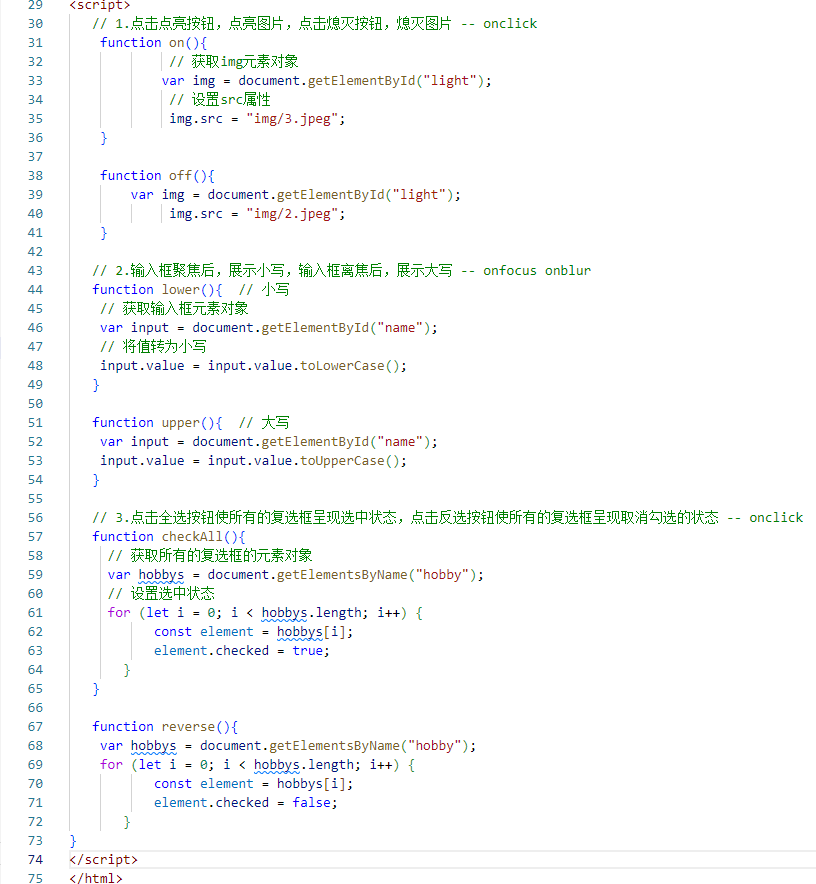 29 <script>
30 // 1.点击点亮按钮，点亮图片，点击熄灭按钮，熄灭图片 -- onclick
31 function on(){
32 // 获取img元素对象
33 var img = document.getElementById("light");
34 // 设置src属性
35 img.src = "img/3.jpeg";
36 }
37
38 function off(){
39 var img = document.getElementById("light");
40 img.src = "img/2.jpeg";
41 }
42
43 // 2.输入框聚焦后，展示小写，输入框离焦后，展示大写 -- onfocus onblur
44 function lower(){ // 小写
45 // 获取输入框元素对象
46 var input = document.getElementById("name");
47 // 将值转为小写
48 input.value = input.value.toLowerCase();
49 }
50
51 function upper(){ // 大写
52 var input = document.getElementById("name");
53 input.value = input.value.toUpperCase();
54 }
55
56 // 3.点击全选按钮使所有的复选框呈现选中状态，点击反选按钮使所有的复选框呈现取消勾选的状态 -- onclick
57 function checkAll(){
58 // 获取所有的复选框的元素对象
59 var hobbys = document.getElementsByName("hobby");
60 // 设置选中状态
61 for (let i = 0; i < hobbys.length; i++) {
62 const element = hobbys[i];
63 element.checked = true;
64 }
65 }
66
67 function reverse(){
68 var hobbys = document.getElementsByName("hobby");
69 for (let i = 0; i < hobbys.length; i++) {
70 const element = hobbys[i];
71 element.checked = false;
72 }
73 }
74 </script>
75 </html>